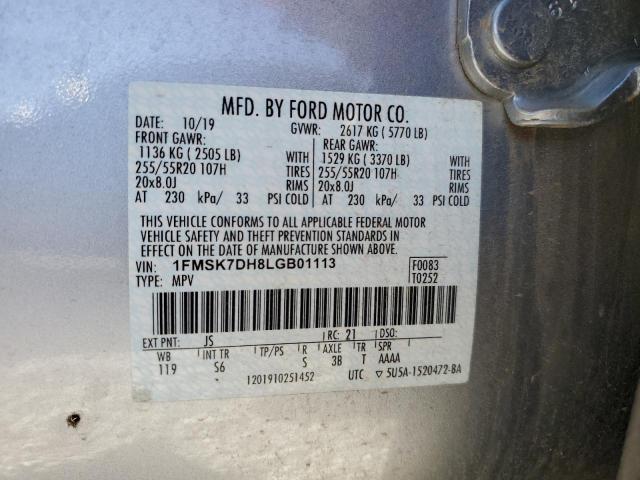 MFD. BY FORD MOTOR CO.
DATE: 10/19 GVWR: 2617 KG ( 5770 LB)
FRONT GAWR: REAR GAWR:
1136 KG ( 2505 LB) WITH 1529 KG ( 3370 LB) WITH
255/55R20 107H TIRES 255/55R20 107H TIRES
20x8.0J RIMS 20x8.0J RIMS
AT 230 kPa/ 33 PSI COLD AT 230 kPa/ 33 PSI COLD
THIS VEHICLE CONFORMS TO ALL APPLICABLE FEDERAL MOTOR
VEHICLE SAFETY AND THEFT PREVENTION STANDARDS IN
EFFECT ON THE DATE OF MANUFACTURE SHOWN ABOVE.
VIN: 1FMSK7DH8LGB01113 F0083
TYPE: MPV T0252
EXT PNT: JS RC: 21 DSO:
WB INT TR TP/PS R AXLE TR SPR
119 S6 S 3B T AAAA
1201910251452 UTC 5U5A-1520472-BA